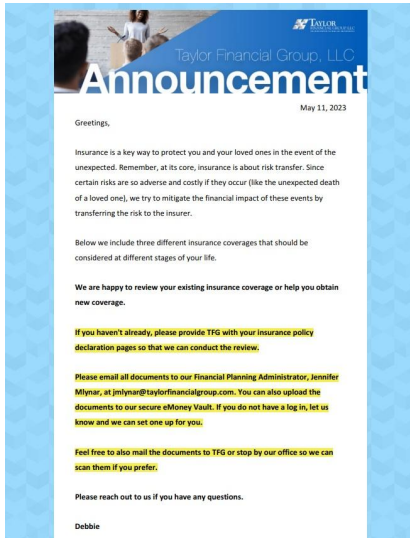 TAYLOR
FINANCIAL GROUP, LLC
Taylor Financial Group, LLC
Announcement
May 11, 2023
Greetings,
Insurance is a key way to protect you and your loved ones in the event of the
unexpected. Remember, at its core, insurance is about risk transfer. Since
certain risks are so adverse and costly if they occur (like the unexpected death
of a loved one), we try to mitigate the financial impact of these events by
transferring the risk to the insurer.
Below we include three different insurance coverages that should be
considered at different stages of your life.
We are happy to review your existing insurance coverage or help you obtain
new coverage.
If you haven't already, please provide TFG with your insurance policy
declaration pages so that we can conduct the review.
Please email all documents to our Financial Planning Administrator, Jennifer
Mlynar, at jmlynar@taylorfinancialgroup.com. You can also upload the
documents to our secure eMoney Vault. If you do not have a log in, let us
know and we can set one up for you.
Feel free to also mail the documents to TFG or stop by our office so we can
scan them if you prefer.
Please reach out to us if you have any questions.
Debbie